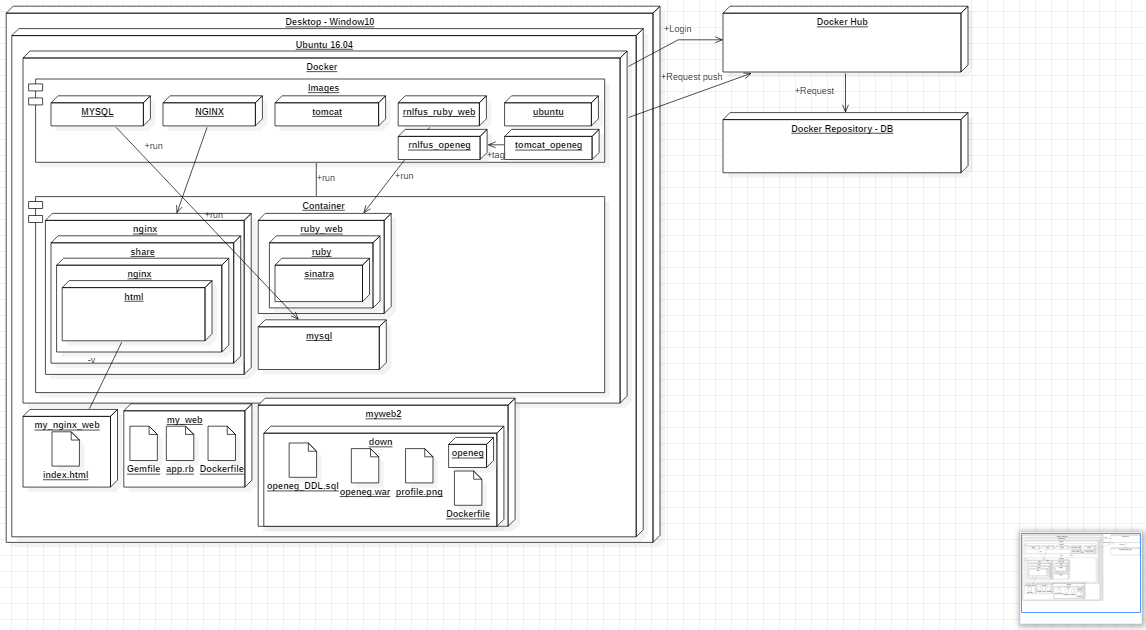 Desktop - Window10
Ubuntu 16.04
Docker
Images
MYSQL
NGINX
tomcat
rnlfus_ruby_web
ubuntu
rnlfus_openeg
tomcat_openeg
+tag
+run
+run
+run
+run
Container
nginx
share
nginx
html
ruby_web
ruby
sinatra
mysql
-v
my_nginx_web
index.html
my_web
Gemfile
app.rb
Dockerfile
myweb2
down
openeg_DDL.sql
openeg.war
profile.png
openeg
Dockerfile
+Login
+Request push
Docker Hub
+Request
Docker Repository - DB